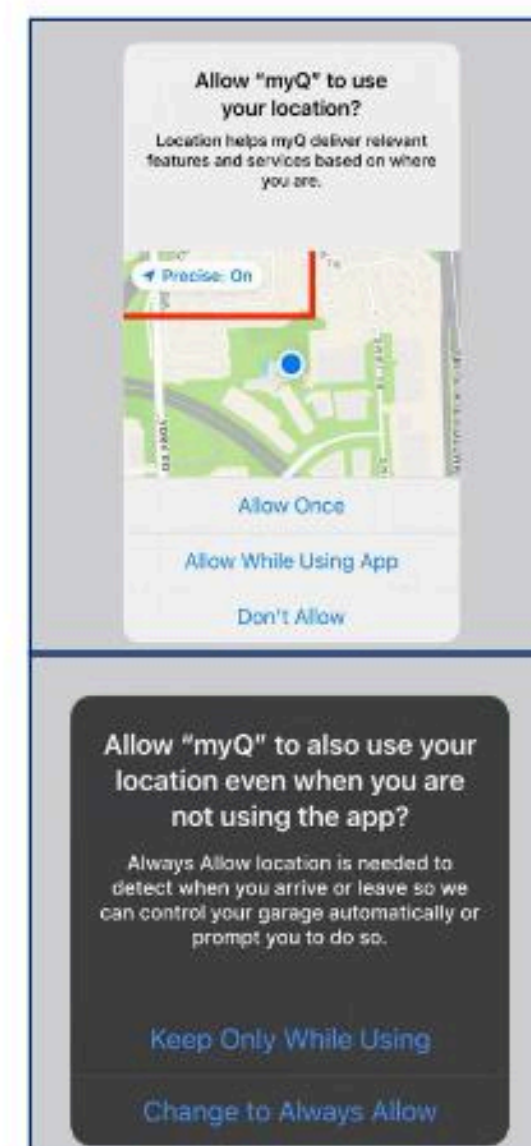 Allow “myQ” to use
your location?
Location helps myQ deliver relevant
features and services based on where
you are.
Precise: On
Allow Once
Allow While Using App
Don't Allow
Allow “myQ” to also use your
location even when you are
not using the app?
Always Allow location is needed to
detect when you arrive or leave so we
can control your garage automatically or
prompt you to do so.
Keep Only While Using
Change to Always Allow